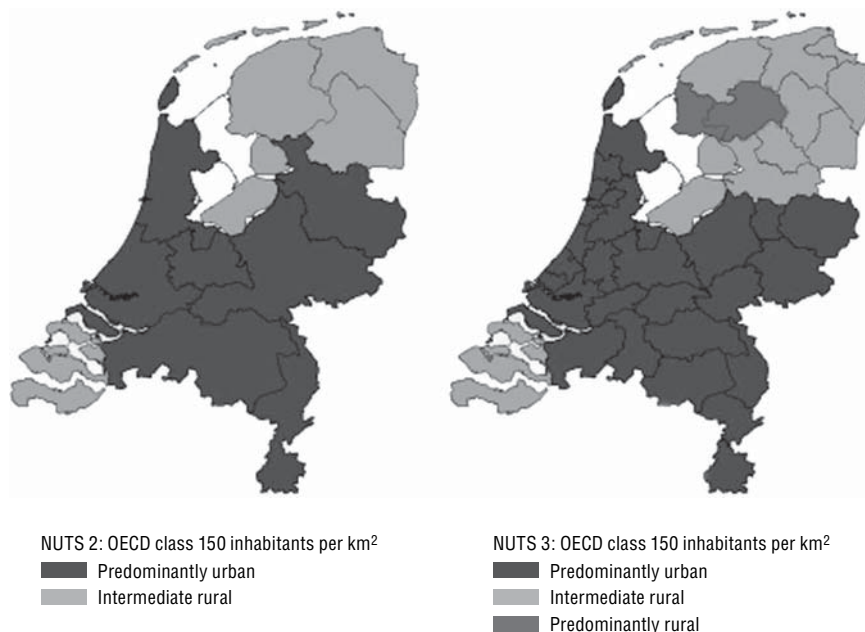 NUTS 2: OECD class 150 inhabitants per km²
Predominantly urban
Intermediate rural
NUTS 3: OECD class 150 inhabitants per km²
Predominantly urban
Intermediate rural
Predominantly rural